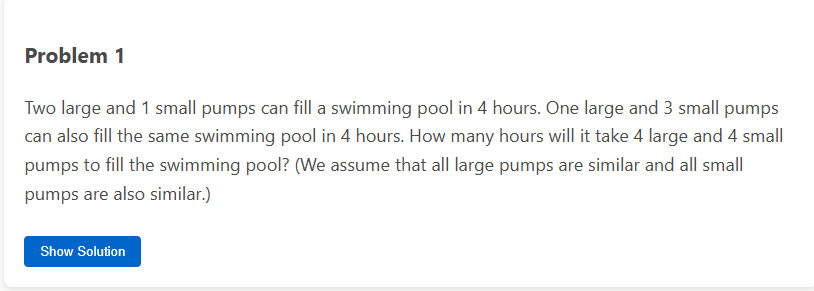 Problem 1
Two large and 1 small pumps can fill a swimming pool in 4 hours. One large and 3 small pumps
can also fill the same swimming pool in 4 hours. How many hours will it take 4 large and 4 small
pumps to fill the swimming pool? (We assume that all large pumps are similar and all small
pumps are also similar.)
Show Solution